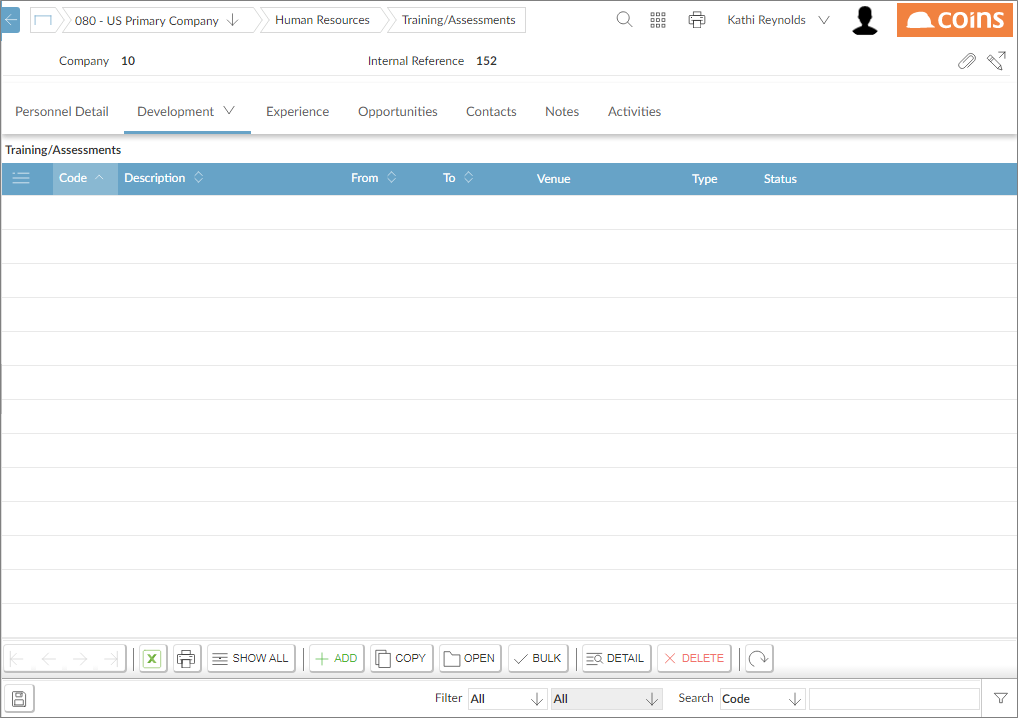 080 - US Primary Company Human Resources Training/Assessments Kathi Reynolds COINS
Company 10 Internal Reference 152
Personnel Detail Development Experience Opportunities Contacts Notes Activities
Training/Assessments
Code Description From To Venue Type Status
SHOW ALL ADD COPY OPEN BULK DETAIL DELETE
Filter All All Search Code